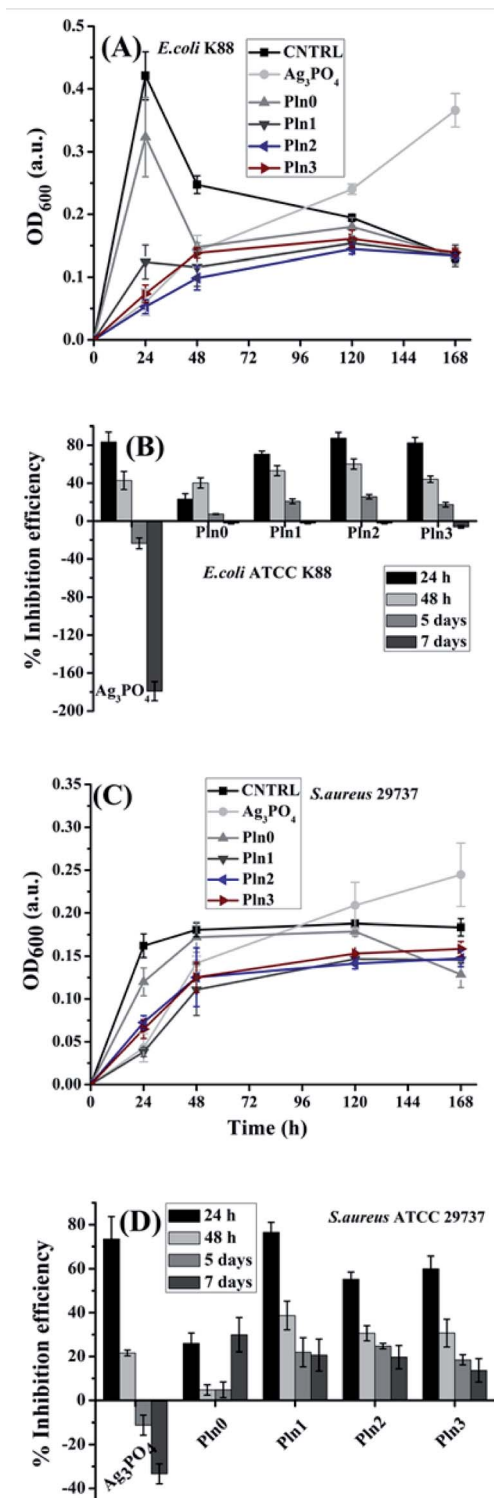 (A)
E.coli K88
CNTRL
Ag3PO4
Pln0
Pln1
Pln2
Pln3
OD600 (a.u.)
0.5
0.4
0.3
0.2
0.1
0.0
0 24 48 72 96 120 144 168
(B)
% Inhibition efficiency
80
40
0
-40
-80
-120
-160
-200
Pln0 Pln1 Pln2 Pln3
E.coli ATCC K88
24 h
48 h
5 days
7 days
Ag3PO4
(C)
CNTRL
Ag3PO4
Pln0
Pln1
Pln2
Pln3
S.aureus 29737
OD600 (a.u.)
0.35
0.30
0.25
0.20
0.15
0.10
0.05
0.00
0 24 48 72 96 120 144 168
Time (h)
(D)
24 h
48 h
5 days
7 days
S.aureus ATCC 29737
% Inhibition efficiency
80
60
40
20
0
-20
-40
Ag3PO4 Pln0 Pln1 Pln2 Pln3